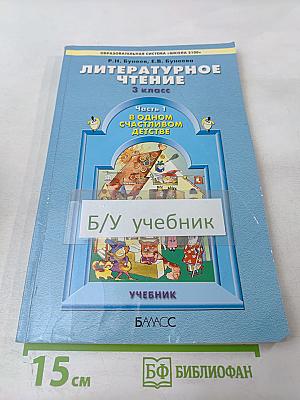 ОБРАЗОВАТЕЛЬНАЯ СИСТЕМА «ШКОЛА 2100»
Р.Н. Бунеев, Е.В. Бунеева
ЛИТЕРАТУРНОЕ
ЧТЕНИЕ
3 класс
Часть 1
В ОДНОМ
СЧАСТЛИВОМ
ДЕТСТВЕ
Б/У учебник
УЧЕБНИК
БАЛАСС
15 см
БФ БИБЛИОФАН